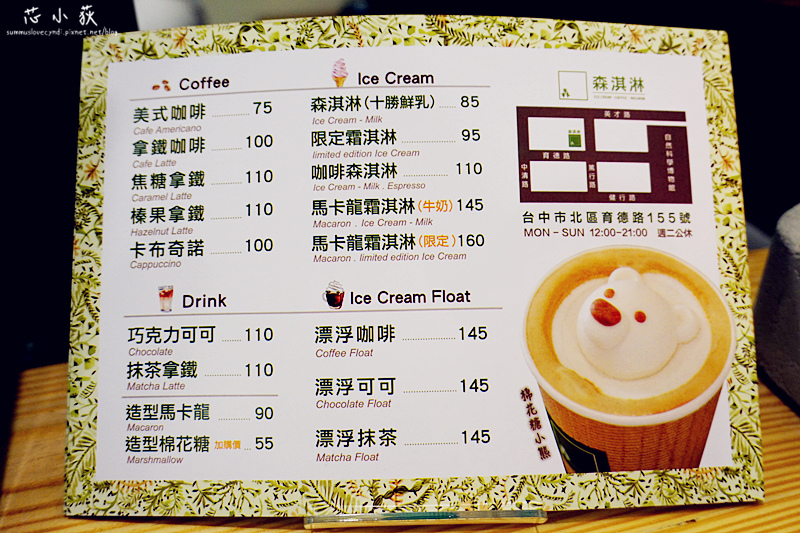 芯小荻
summuslovecyndi.pixnet.net/blog
Coffee
美式咖啡 75
Cafe Americano
拿鐵咖啡 100
Cafe Latte
焦糖拿鐵 110
Caramel Latte
榛果拿鐵 110
Hazelnut Latte
卡布奇諾 100
Cappuccino
Drink
巧克力可可 110
Chocolate
抹茶拿鐵 110
Matcha Latte
造型馬卡龍 90
Macaron
造型棉花糖 加購價 55
Marshmallow
Ice Cream
森淇淋(十勝鮮乳) 85
Ice Cream - Milk
限定霜淇淋 95
limited edition Ice Cream
咖啡森淇淋 110
Ice Cream - Milk . Espresso
馬卡龍霜淇淋(牛奶) 145
Macaron . Ice Cream - Milk
馬卡龍霜淇淋(限定) 160
Macaron . limited edition Ice Cream
Ice Cream Float
漂浮咖啡 145
Coffee Float
漂浮可可 145
Chocolate Float
漂浮抹茶 145
Matcha Float
森淇淋
英才路
育德路
中清路
篤行路
健行路
自然科學博物館
台中市北區育德路155號
MON - SUN 12:00-21:00 週二公休
棉花糖小熊